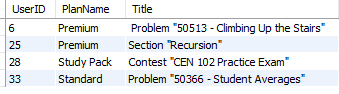 UserID PlanName Title
6 Premium Problem "50513 - Climbing Up the Stairs"
25 Premium Section "Recursion"
28 Study Pack Contest "CEN 102 Practice Exam"
33 Standard Problem "50366 - Student Averages"